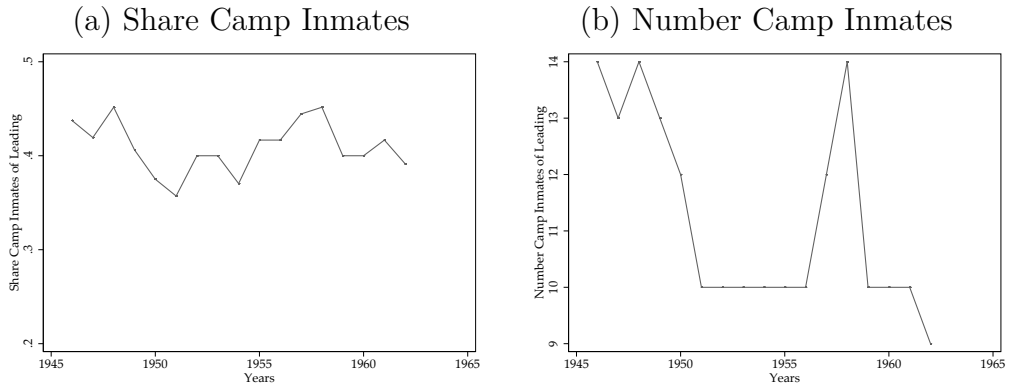 (a) Share Camp Inmates
Share Camp Inmates of Leading
.5
.4
.3
.2
1945 1950 1955 1960 1965
Years
(b) Number Camp Inmates
Number Camp Inmates of Leading
14
13
12
11
10
9
1945 1950 1955 1960 1965
Years